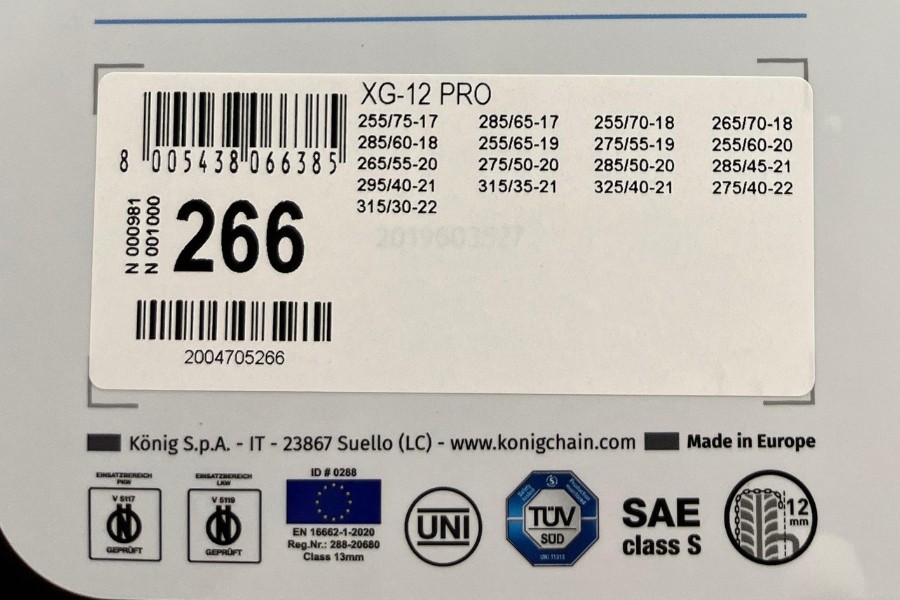 XG-12 PRO
255/75-17 285/65-17 255/70-18 265/70-18
285/60-18 255/65-19 275/55-19 255/60-20
265/55-20 275/50-20 285/50-20 285/45-21
295/40-21 315/35-21 325/40-21 275/40-22
315/30-22
8 005438 066385
N 000981
N 001000
266
2019603527
2004705266
König S.p.A. - IT - 23867 Suello (LC) - www.konigchain.com Made in Europe
EINSATZBEREICH
PKW
V 5117
N
GEPRÜFT
EINSATZBEREICH
LKW
V 5119
N
GEPRÜFT
ID # 0288
EN 16662-1-2020
Reg.Nr.: 288-20680
Class 13mm
UNI
TÜV
SÜD
SAE
class S
12
mm